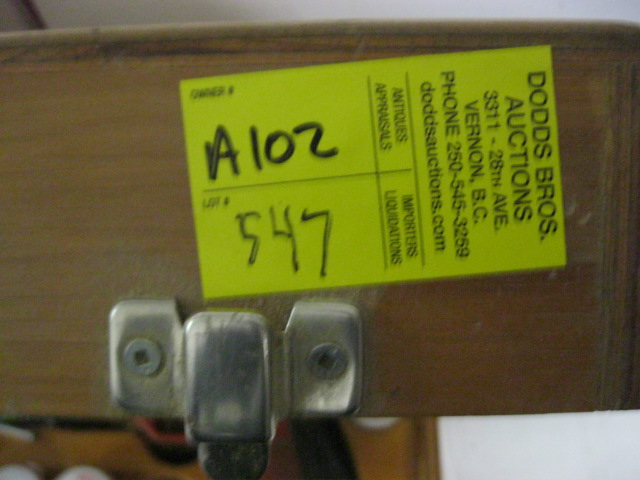 DODDS BROS.
AUCTIONS
3311 - 28TH AVE.
VERNON, B.C.
PHONE 250-545-3259
doddsauctions.com
ANTIQUES
APPRAISALS
IMPORTERS
LIQUIDATIONS
OWNER #
A102
LOT #
547